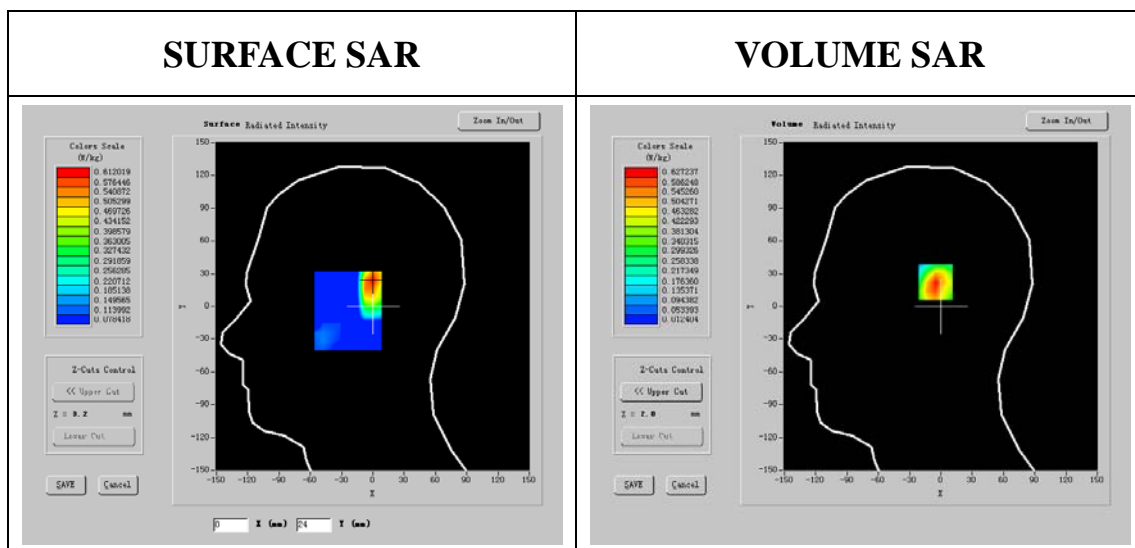 SURFACE SAR
VOLUME SAR
Surface Radiated Intensity
Zoom In/Out
Colors Scale
(W/kg)
0.612019
0.576446
0.540872
0.505299
0.469726
0.434152
0.398579
0.363005
0.327432
0.291859
0.256285
0.220712
0.185138
0.149565
0.113992
0.078418
150
120
90
60
30
0
-30
-60
-90
-120
-150
Y
-150 -120 -90 -60 -30 0 30 60 90 120 150
X
Z-Cuts Control
<< Upper Cut
Z = 0.2 mm
Lower Cut
SAVE Cancel
0 X (mm) 24 Y (mm)
Volume Radiated Intensity
Zoom In/Out
Colors Scale
(W/kg)
0.627237
0.586248
0.545260
0.504271
0.463282
0.422293
0.381304
0.340315
0.299326
0.258338
0.217349
0.176360
0.135371
0.094382
0.053393
0.012404
150
120
90
60
30
0
-30
-60
-90
-120
-150
Y
-150 -120 -90 -60 -30 0 30 60 90 120 150
X
Z-Cuts Control
<< Upper Cut
Z = 2.0 mm
Lower Cut
SAVE Cancel